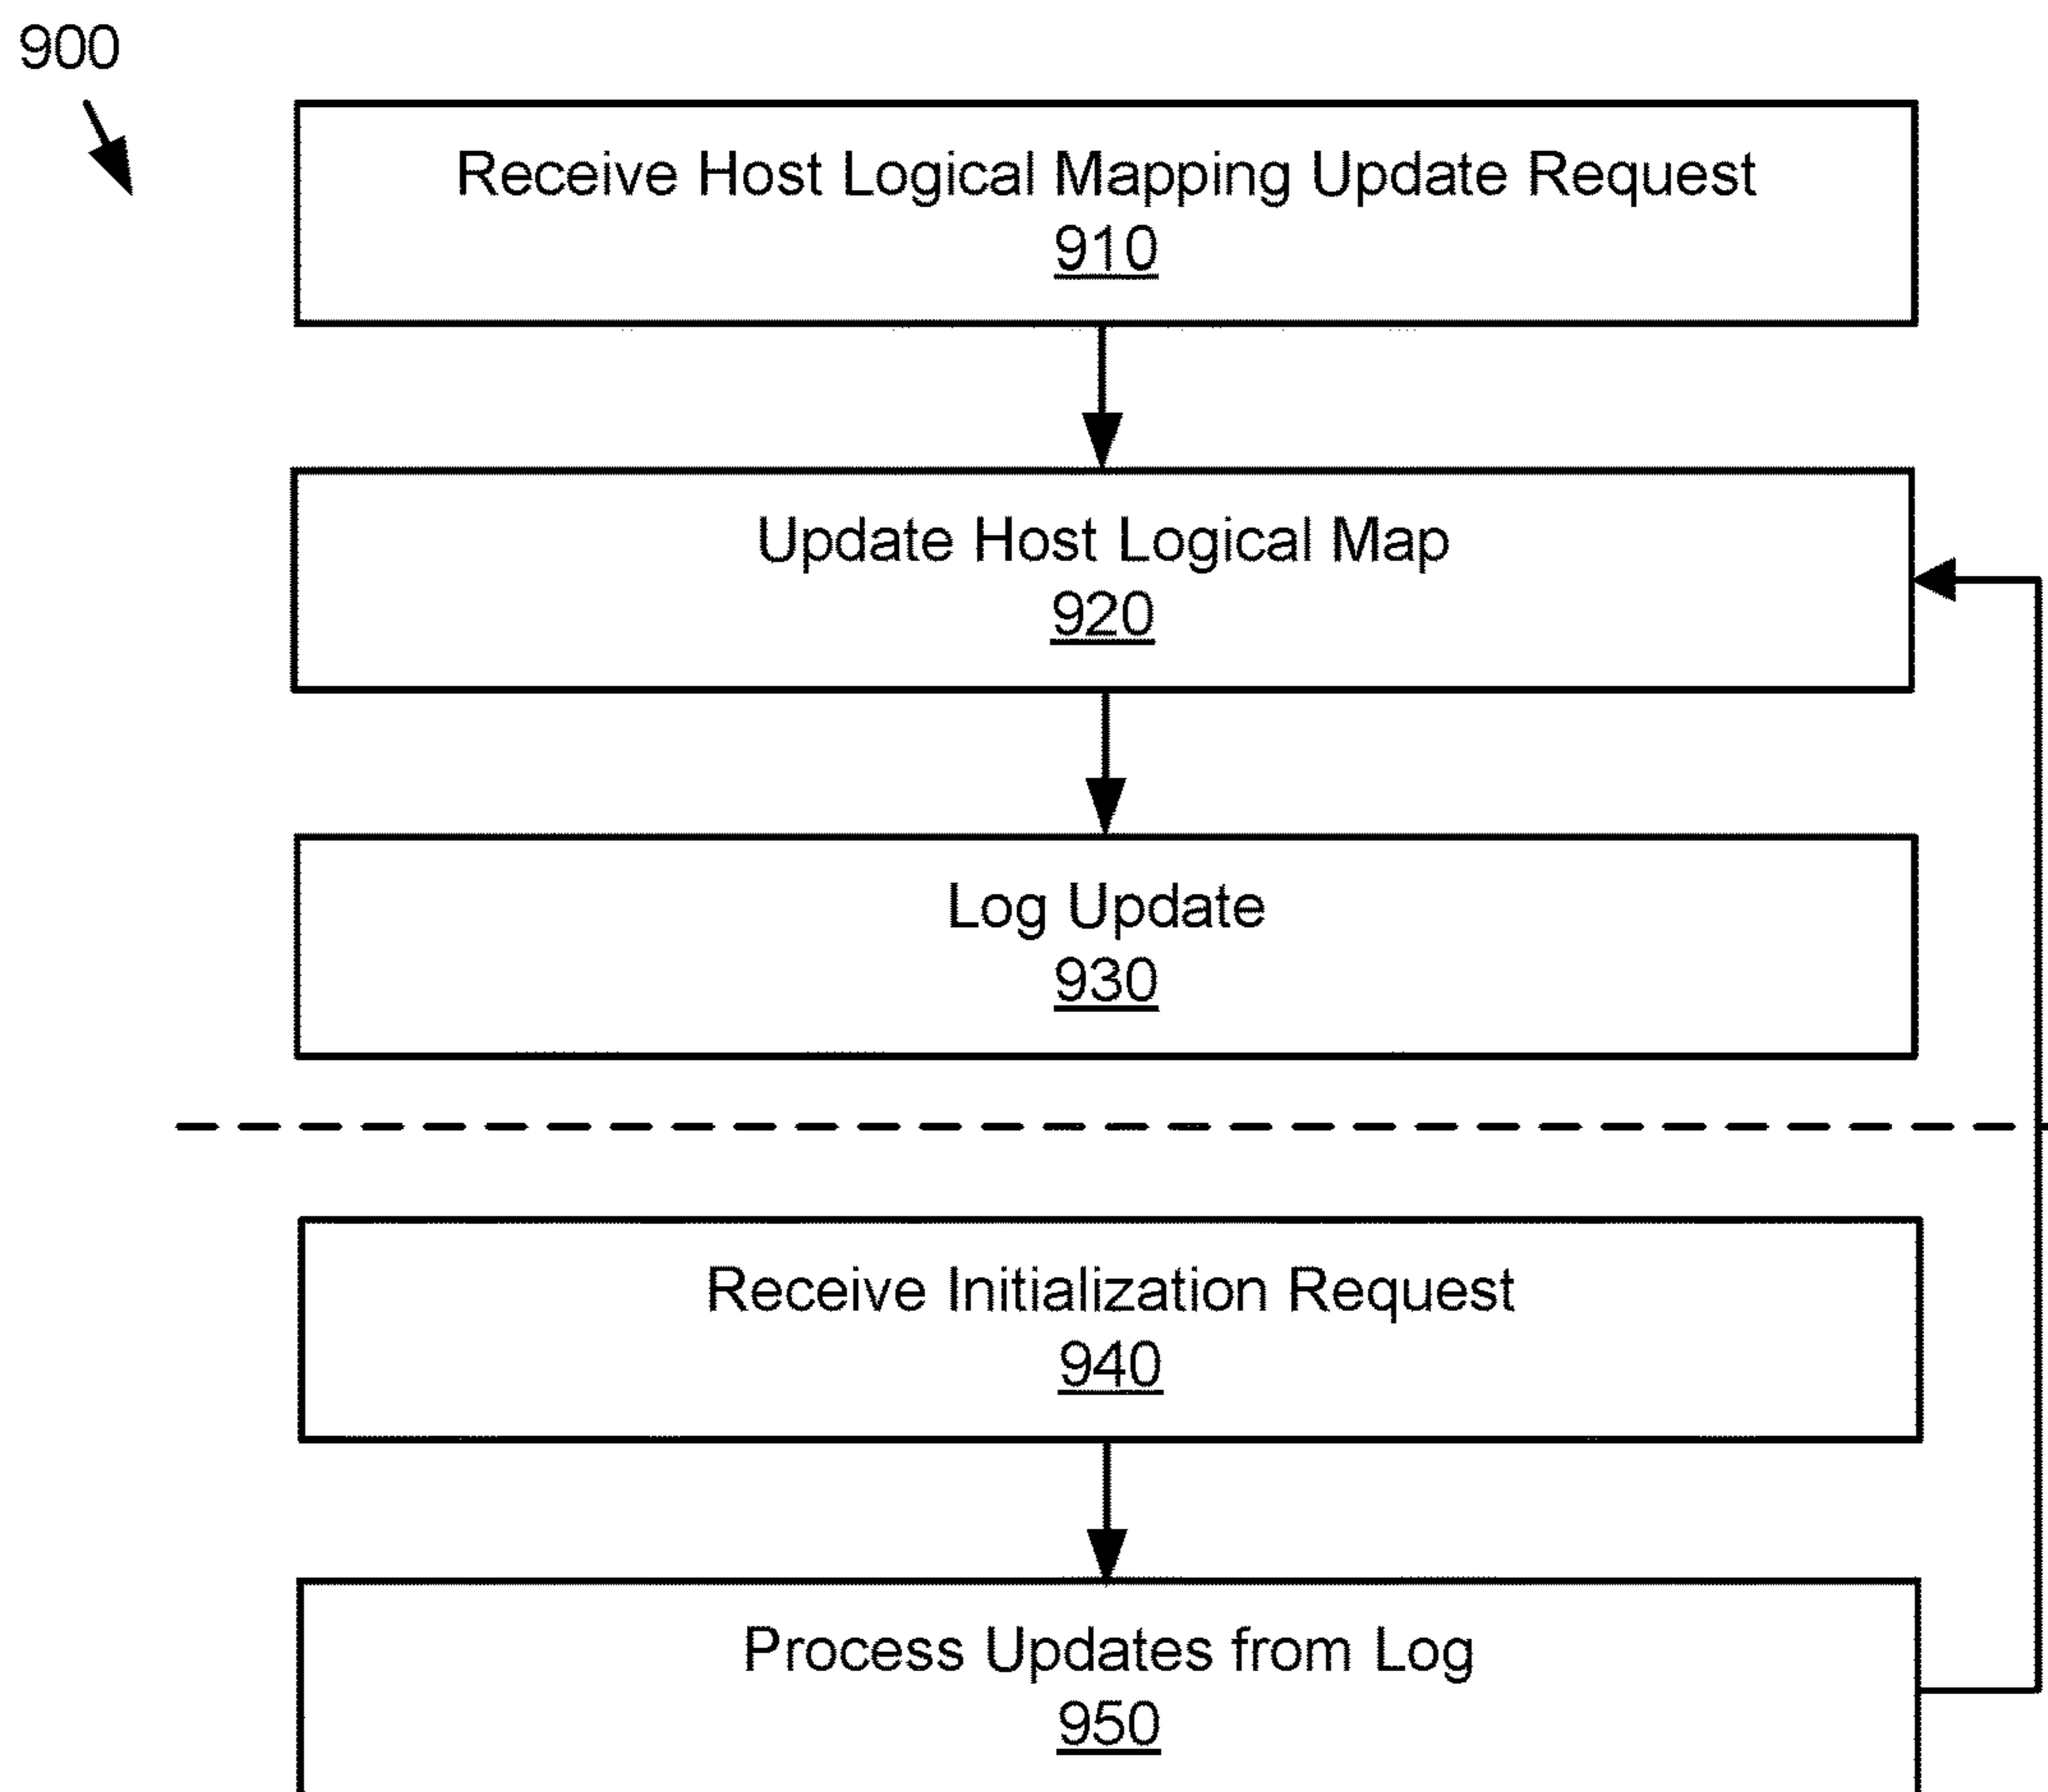 900
Receive Host Logical Mapping Update Request
910
Update Host Logical Map
920
Log Update
930
Receive Initialization Request
940
Process Updates from Log
950